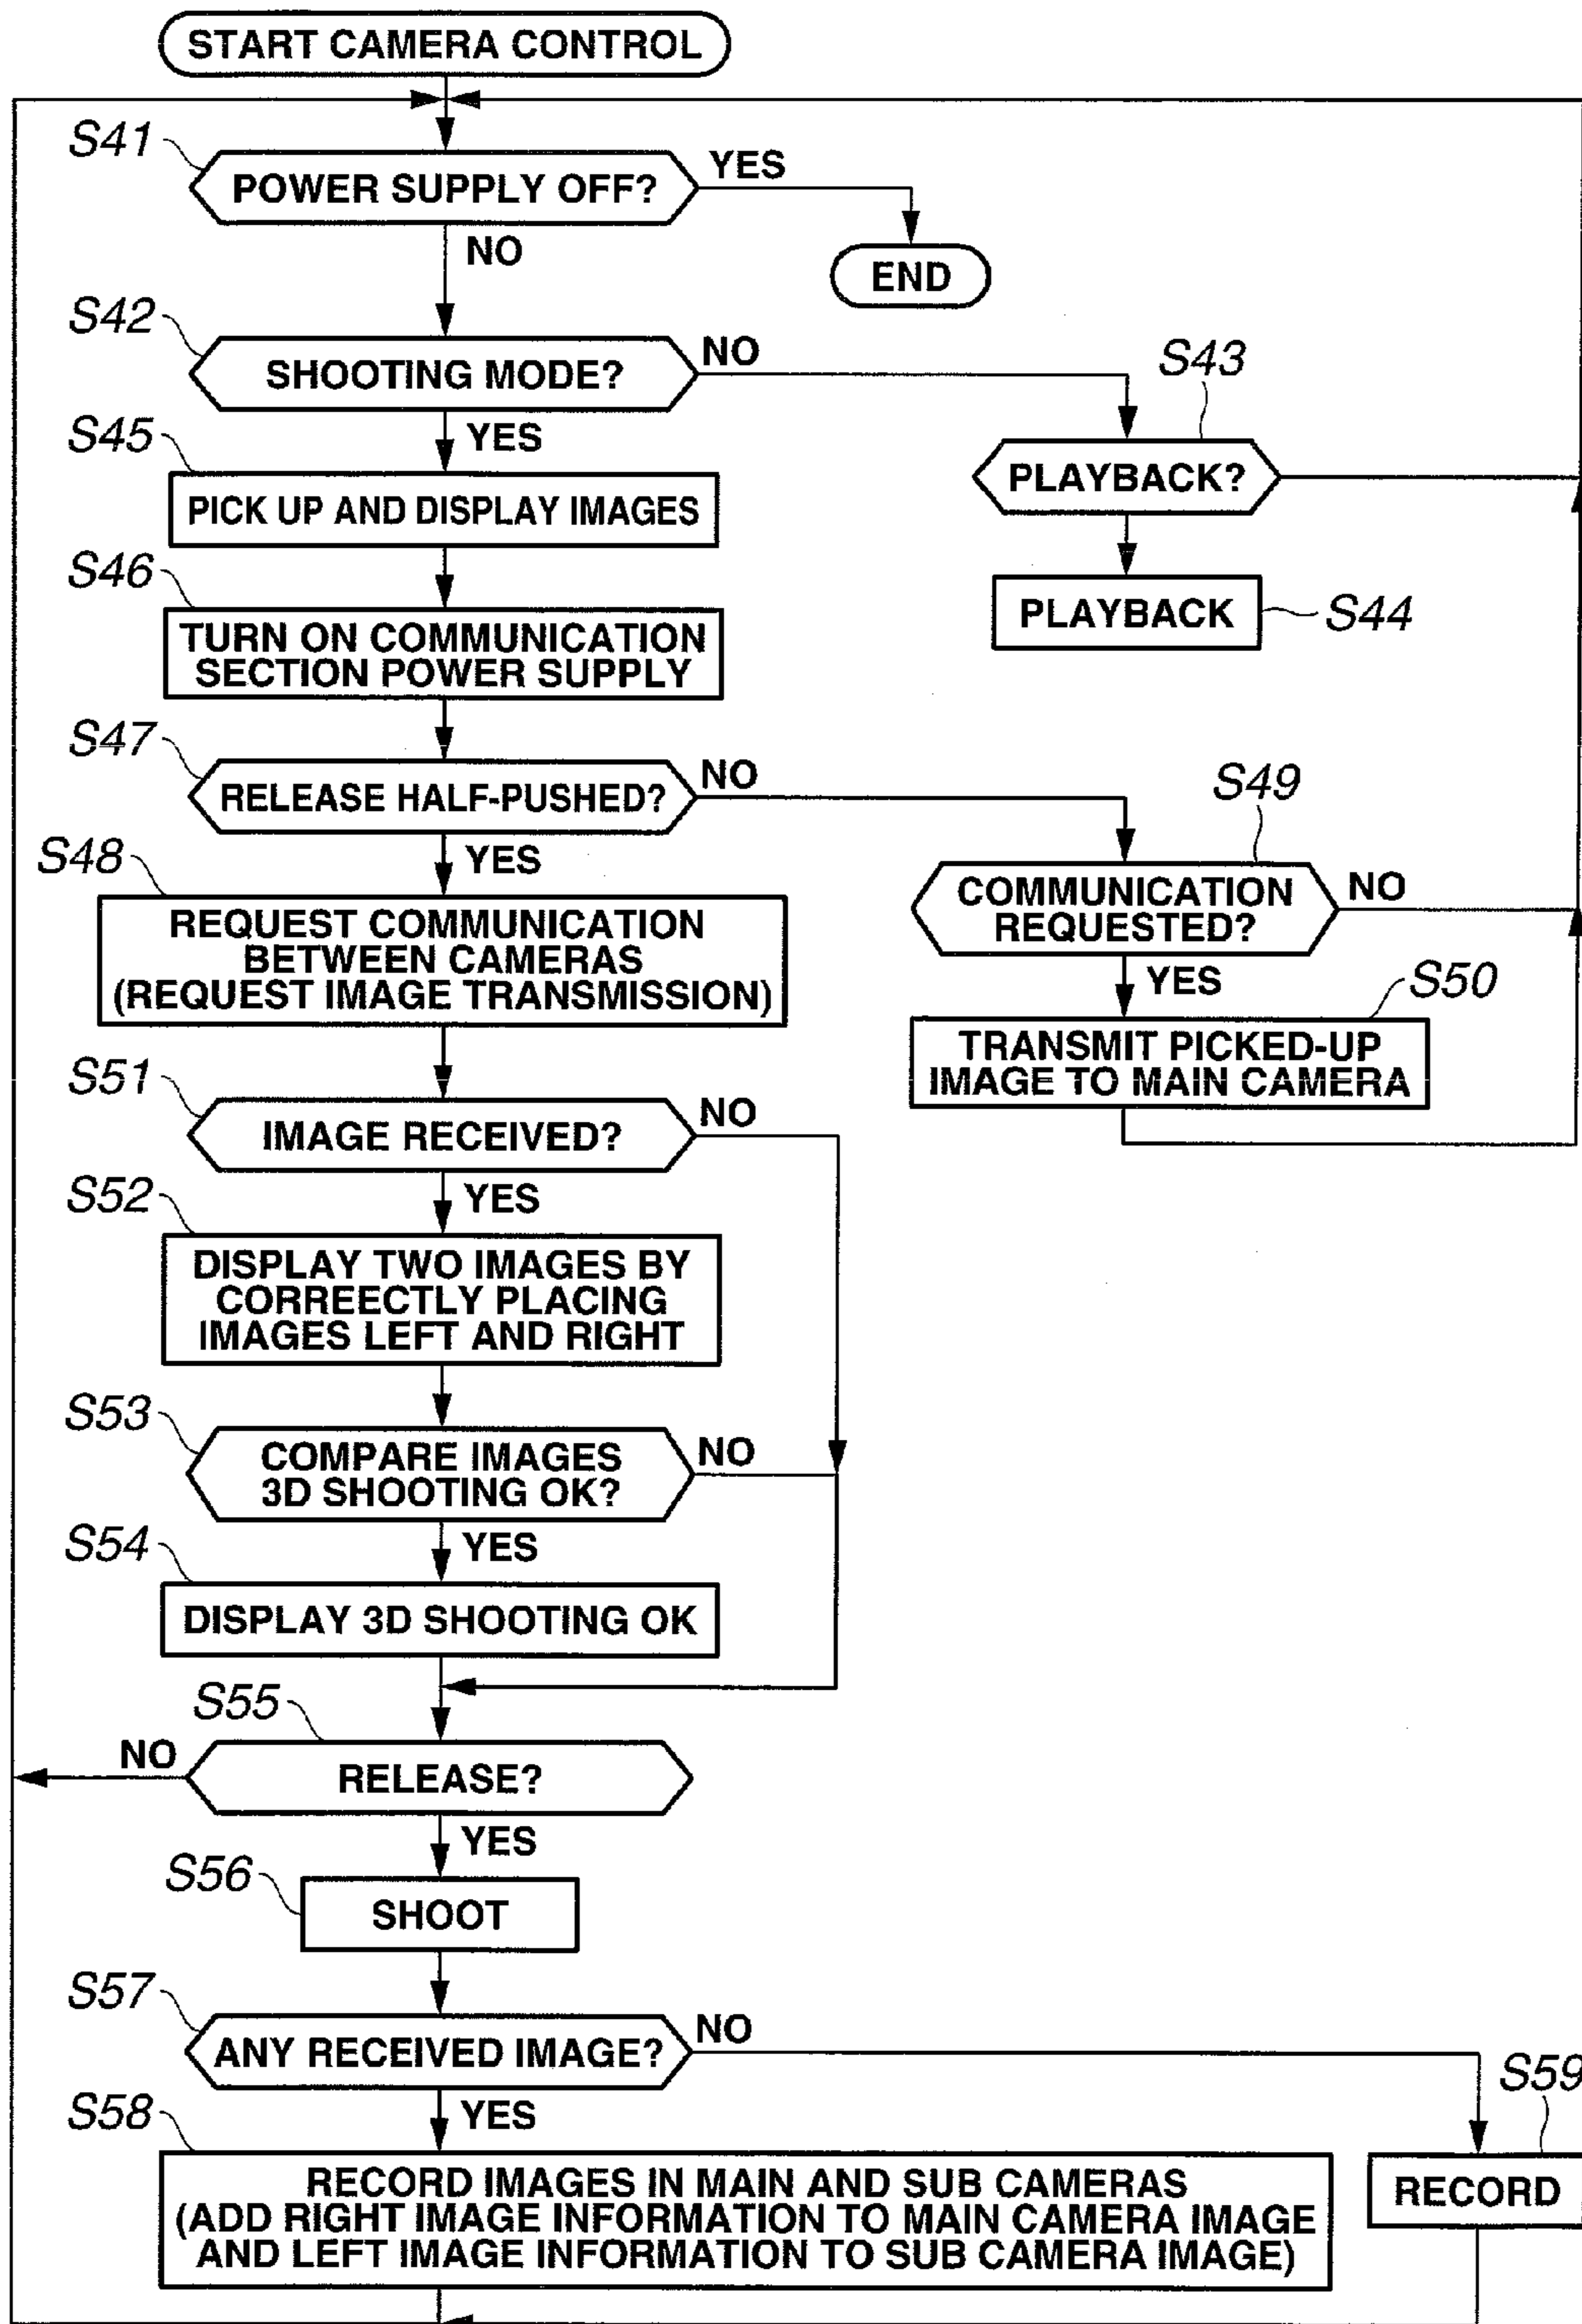 START CAMERA CONTROL
S41
POWER SUPPLY OFF?
YES
NO
END
S42
SHOOTING MODE?
NO
YES
S43
PLAYBACK?
S45
PICK UP AND DISPLAY IMAGES
PLAYBACK
S44
S46
TURN ON COMMUNICATION
SECTION POWER SUPPLY
S47
RELEASE HALF-PUSHED?
NO
YES
S49
COMMUNICATION
REQUESTED?
NO
YES
S48
REQUEST COMMUNICATION
BETWEEN CAMERAS
(REQUEST IMAGE TRANSMISSION)
S50
TRANSMIT PICKED-UP
IMAGE TO MAIN CAMERA
S51
IMAGE RECEIVED?
NO
YES
S52
DISPLAY TWO IMAGES BY
CORREECTLY PLACING
IMAGES LEFT AND RIGHT
S53
COMPARE IMAGES
3D SHOOTING OK?
NO
YES
S54
DISPLAY 3D SHOOTING OK
S55
NO
RELEASE?
YES
S56
SHOOT
S57
ANY RECEIVED IMAGE?
NO
YES
S58
RECORD IMAGES IN MAIN AND SUB CAMERAS
(ADD RIGHT IMAGE INFORMATION TO MAIN CAMERA IMAGE
AND LEFT IMAGE INFORMATION TO SUB CAMERA IMAGE)
S59
RECORD